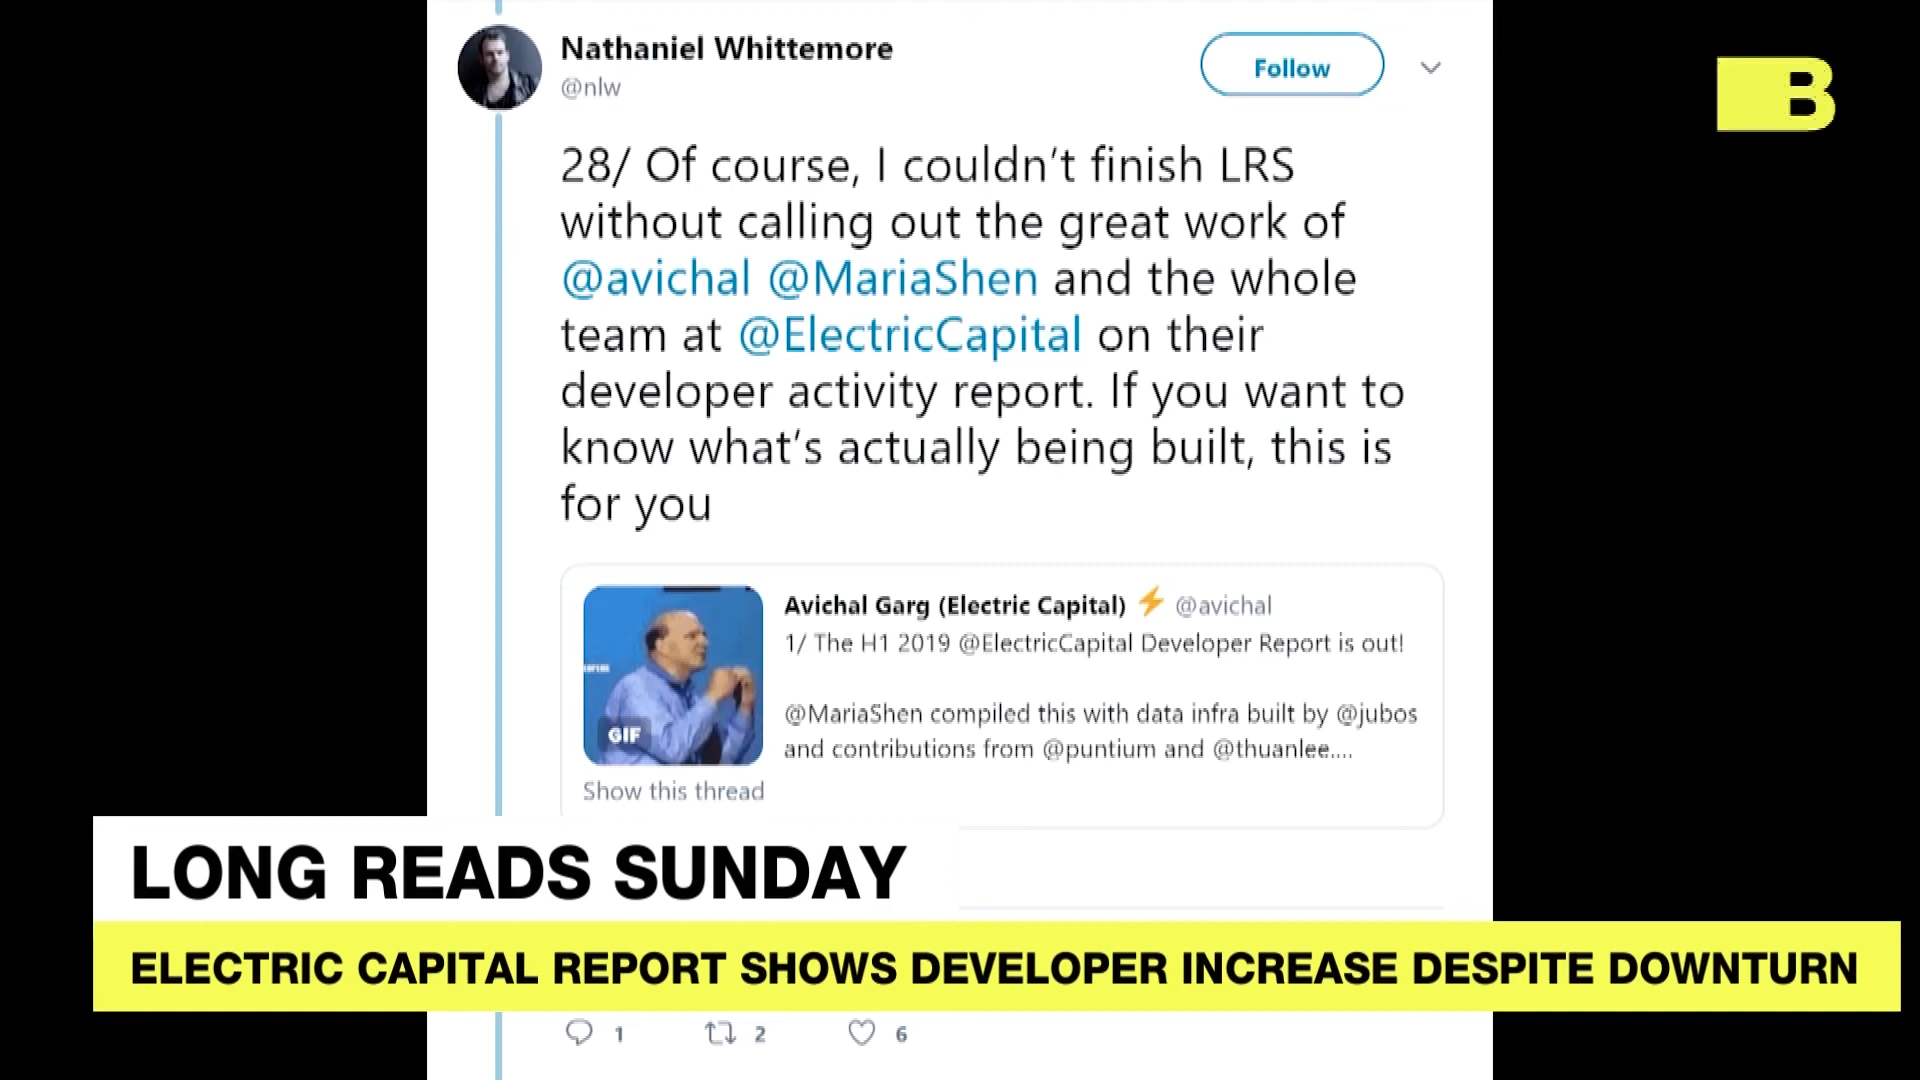 Nathaniel Whittemore
@nlw
Follow
B
28/ Of course, I couldn't finish LRS
without calling out the great work of
@avichal @MariaShen and the whole
team at @ElectricCapital on their
developer activity report. If you want to
know what's actually being built, this is
for you
Avichal Garg (Electric Capital) ⚡ @avichal
1/ The H1 2019 @ElectricCapital Developer Report is out!
@MariaShen compiled this with data infra built by @jubos
and contributions from @puntium and @thuanlee....
GIF
Show this thread
LONG READS SUNDAY
ELECTRIC CAPITAL REPORT SHOWS DEVELOPER INCREASE DESPITE DOWNTURN
1 2 6